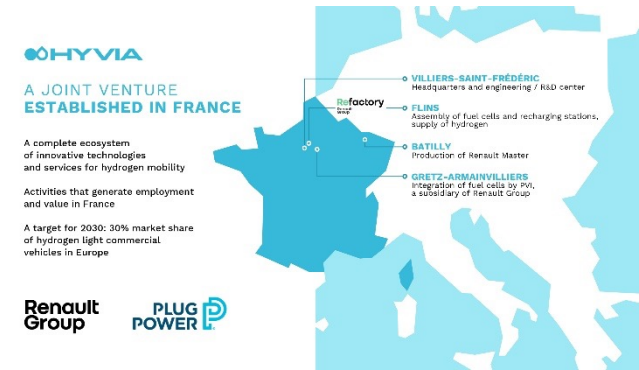 HYVIA
A JOINT VENTURE
ESTABLISHED IN FRANCE
A complete ecosystem
of innovative technologies
and services for hydrogen mobility
Activities that generate employment
and value in France
A target for 2030: 30% market share
of hydrogen light commercial
vehicles in Europe
Renault
Group
PLUG
POWER
Refactory
Renault
Group
VILLIERS-SAINT-FRÉDÉRIC
Headquarters and engineering / R&D center
FLINS
Assembly of fuel cells and recharging stations,
supply of hydrogen
BATILLY
Production of Renault Master
GRETZ-ARMAINVILLIERS
Integration of fuel cells by PVI,
a subsidiary of Renault Group